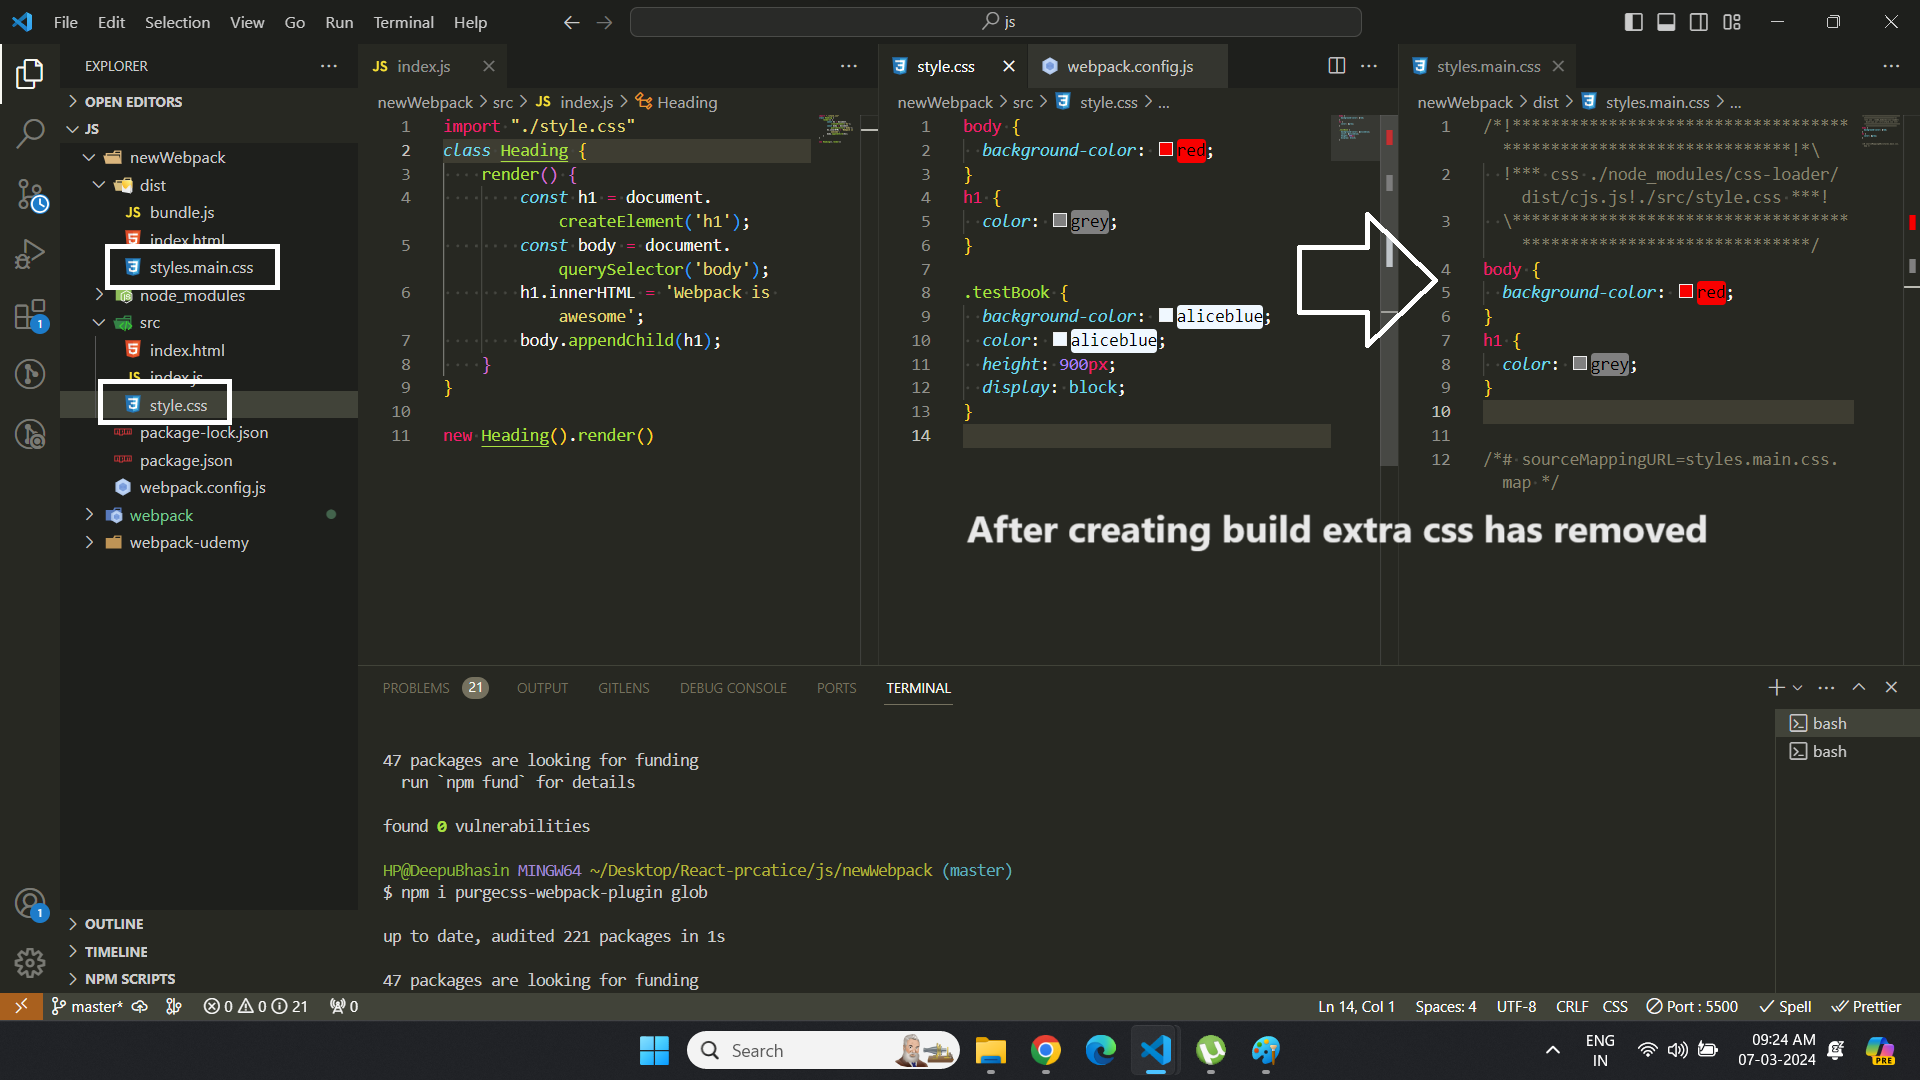 File Edit Selection View Go Run Terminal Help
js
EXPLORER
OPEN EDITORS
JS
newWebpack
dist
JS bundle.js
index.html
styles.main.css
node_modules
src
index.html
JS index.js
style.css
package-lock.json
package.json
webpack.config.js
webpack
webpack-udemy
OUTLINE
TIMELINE
NPM SCRIPTS
JS index.js
newWebpack > src > JS index.js > Heading
1 import "./style.css"
2 class Heading {
3 render() {
4 const h1 = document.
createElement('h1');
5 const body = document.
querySelector('body');
6 h1.innerHTML = 'Webpack is
awesome';
7 body.appendChild(h1);
8 }
9 }
10
11 new Heading().render()
style.css webpack.config.js
newWebpack > src > style.css > ...
1 body {
2 background-color: red;
3 }
4 h1 {
5 color: grey;
6 }
7
8 .testBook {
9 background-color: aliceblue;
10 color: aliceblue;
11 height: 900px;
12 display: block;
13 }
14
styles.main.css
newWebpack > dist > styles.main.css > ...
1 /*!***********************************
******************************!*\
2 !*** css ./node_modules/css-loader/
dist/cjs.js!./src/style.css ***!
3 \***********************************
******************************/
4 body {
5 background-color: red;
6 }
7 h1 {
8 color: grey;
9 }
10
11
12 /*# sourceMappingURL=styles.main.css.
map */
After creating build extra css has removed
PROBLEMS 21 OUTPUT GITLENS DEBUG CONSOLE PORTS TERMINAL
47 packages are looking for funding
run `npm fund` for details
found 0 vulnerabilities
HP@DeepuBhasin MINGW64 ~/Desktop/React-prcatice/js/newWebpack (master)
$ npm i purgecss-webpack-plugin glob
up to date, audited 221 packages in 1s
47 packages are looking for funding
bash
bash
1
1
master* 0 0 21 0
Ln 14, Col 1 Spaces: 4 UTF-8 CRLF CSS Port : 5500 Spell Prettier
Search
ENG
IN
09:24 AM
07-03-2024
PRE